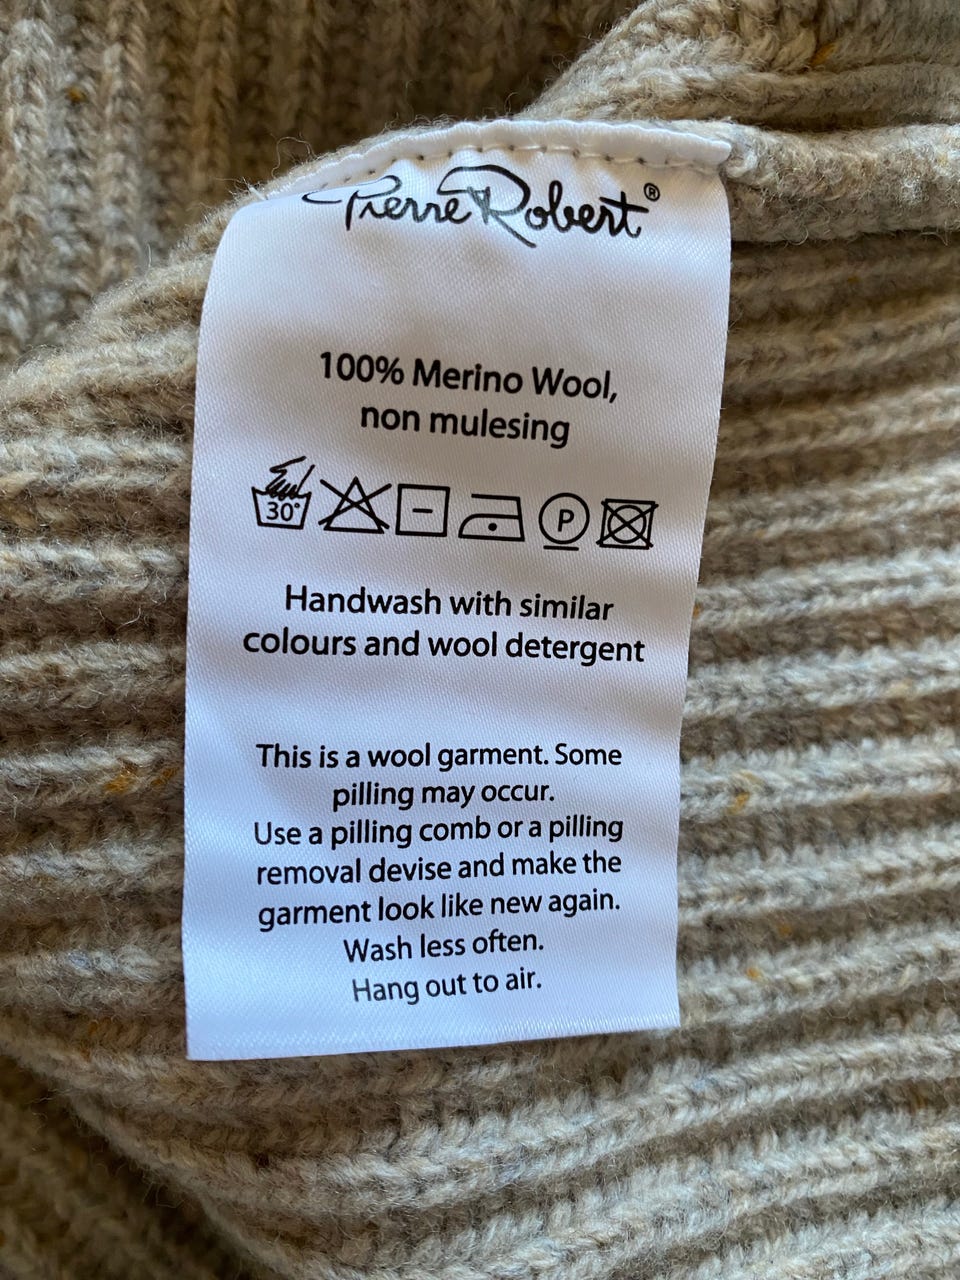 Pierre Robert®
100% Merino Wool,
non mulesing
30° P
Handwash with similar
colours and wool detergent
This is a wool garment. Some
pilling may occur.
Use a pilling comb or a pilling
removal devise and make the
garment look like new again.
Wash less often.
Hang out to air.